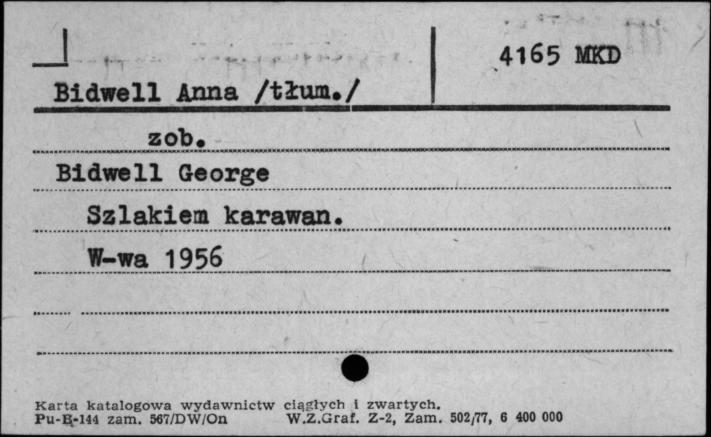 4165 MKD
Bidwell Anna /tłum./
zob.
Bidwell George
Szlakiem karawan.
W-wa 1956
Karta katalogowa wydawnictw ciągłych i zwartych.
Pu-K-144 zam. 567/DW/On W.Z.Graf. Z-2, Zam. 502/77, 6 400 000